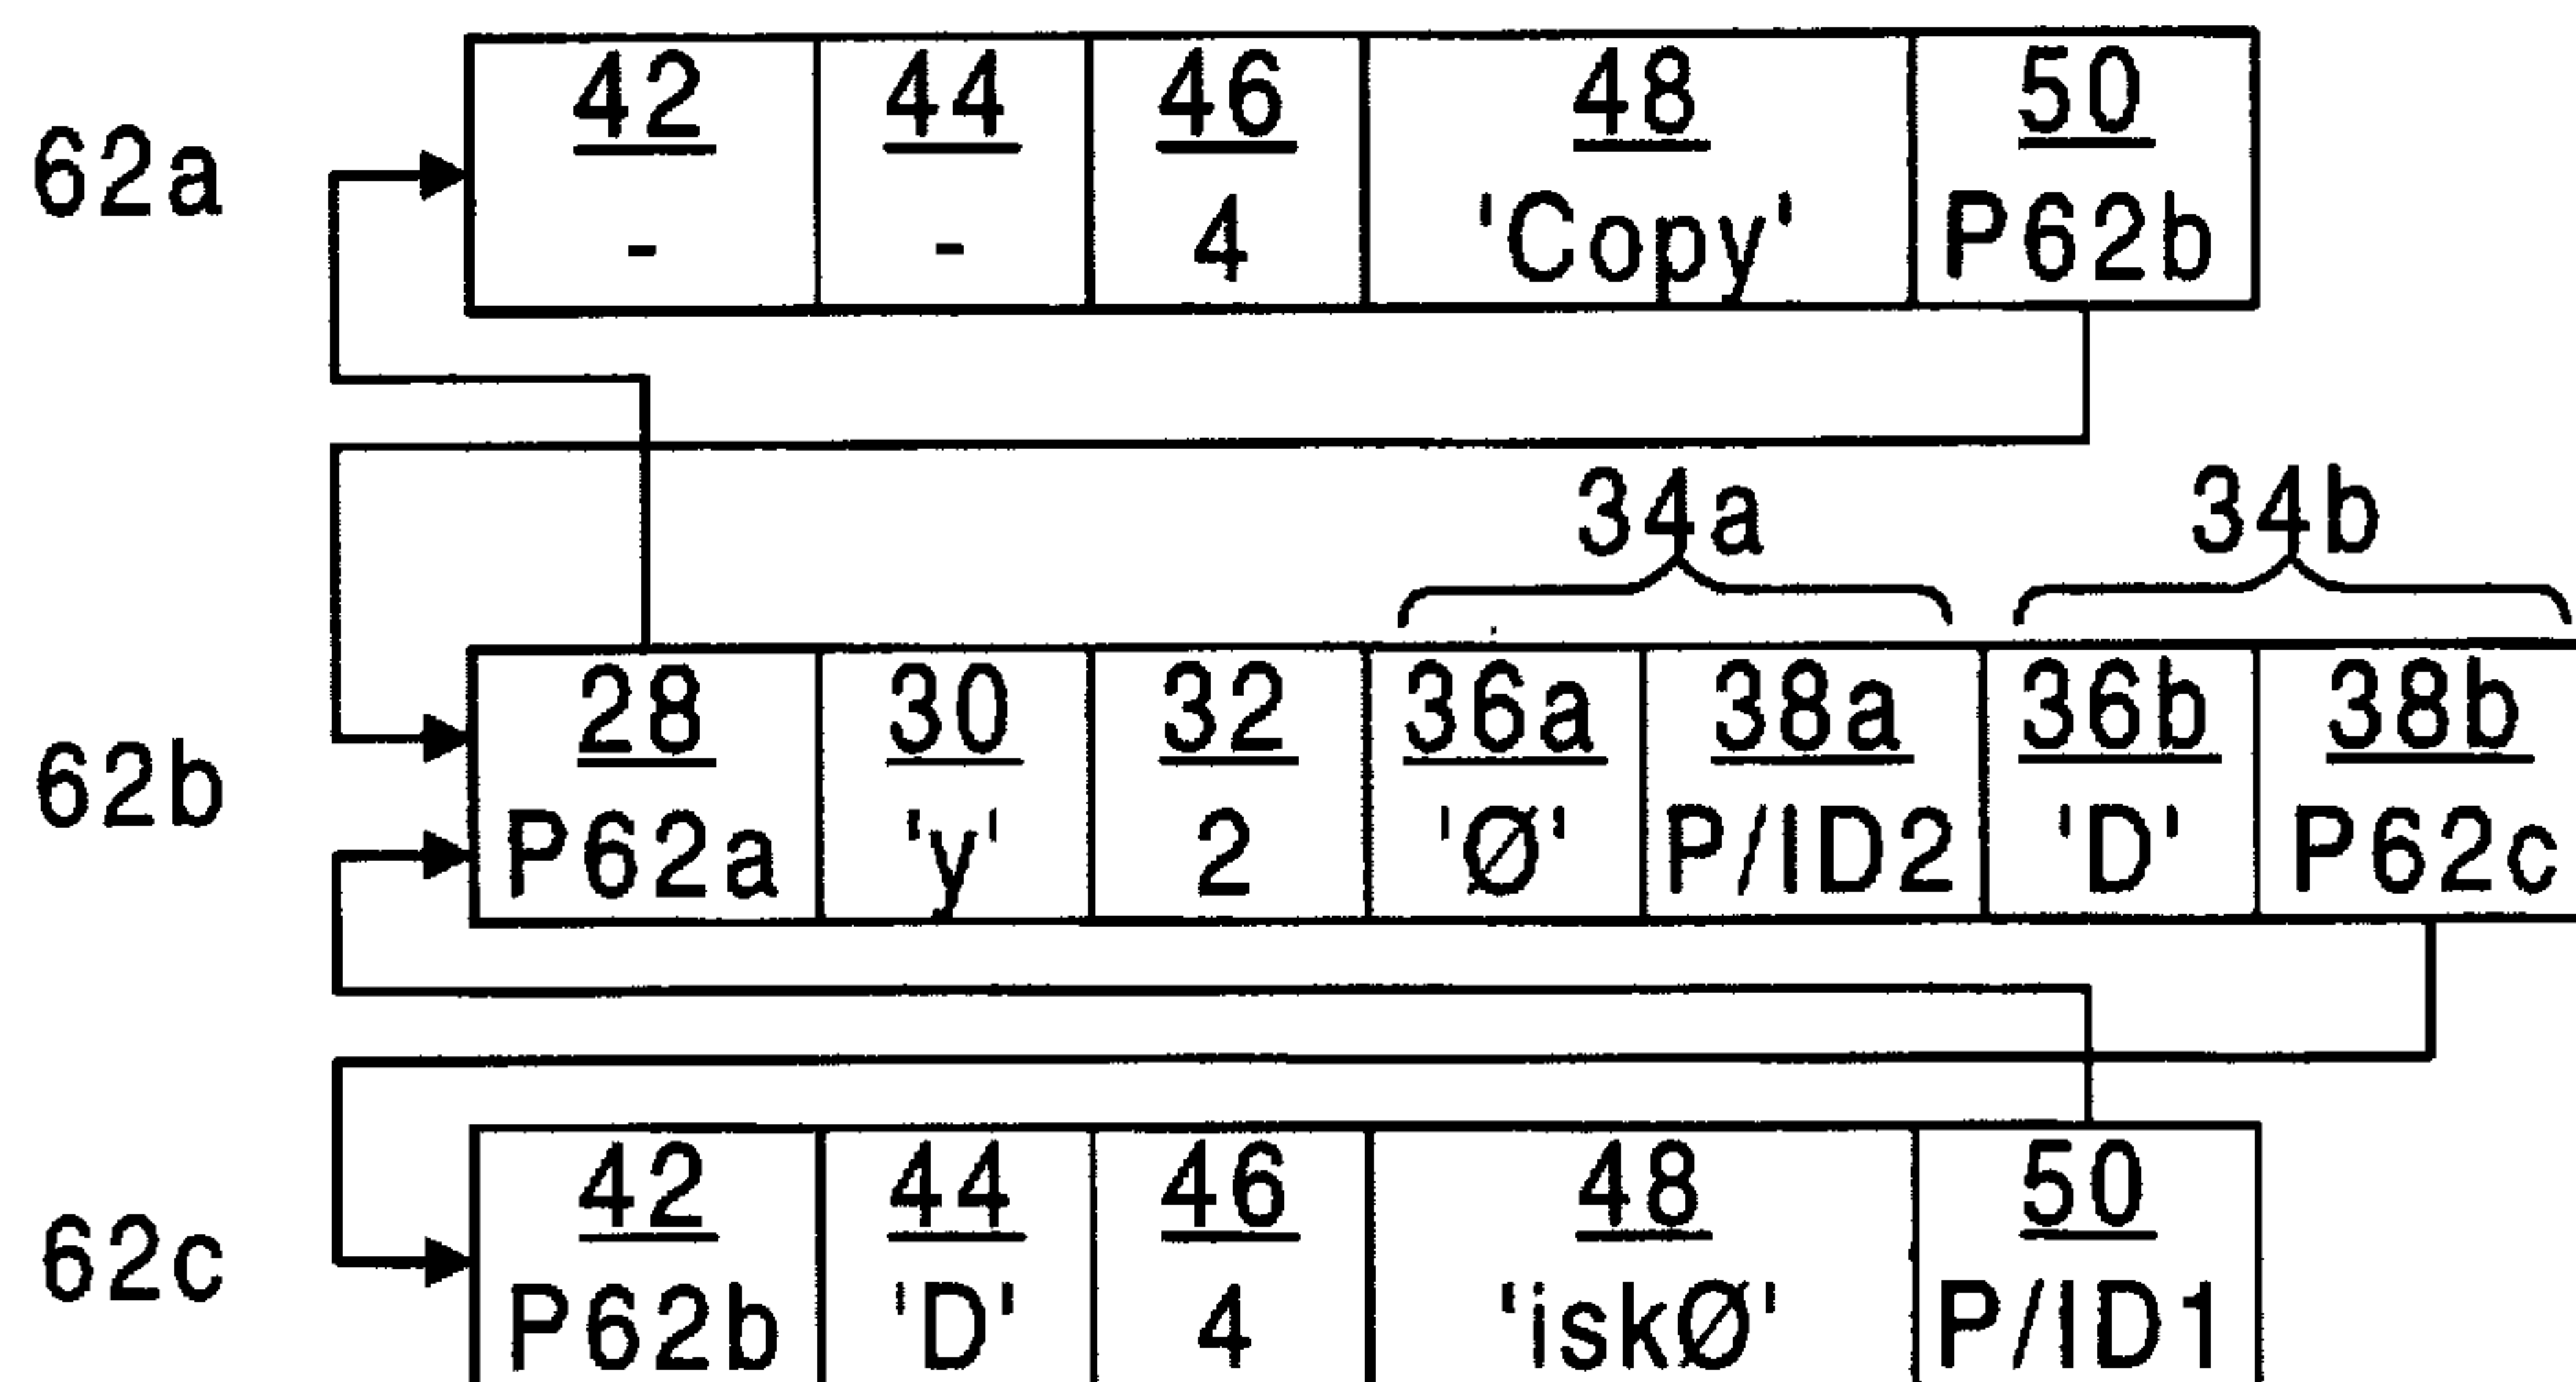 62a
42 44 46 48 50
- - 4 'Copy' P62b
34a 34b
62b
28 30 32 36a 38a 36b 38b
P62a 'y' 2 'Ø' P/ID2 'D' P62c
62c
42 44 46 48 50
P62b 'D' 4 'iskØ' P/ID1